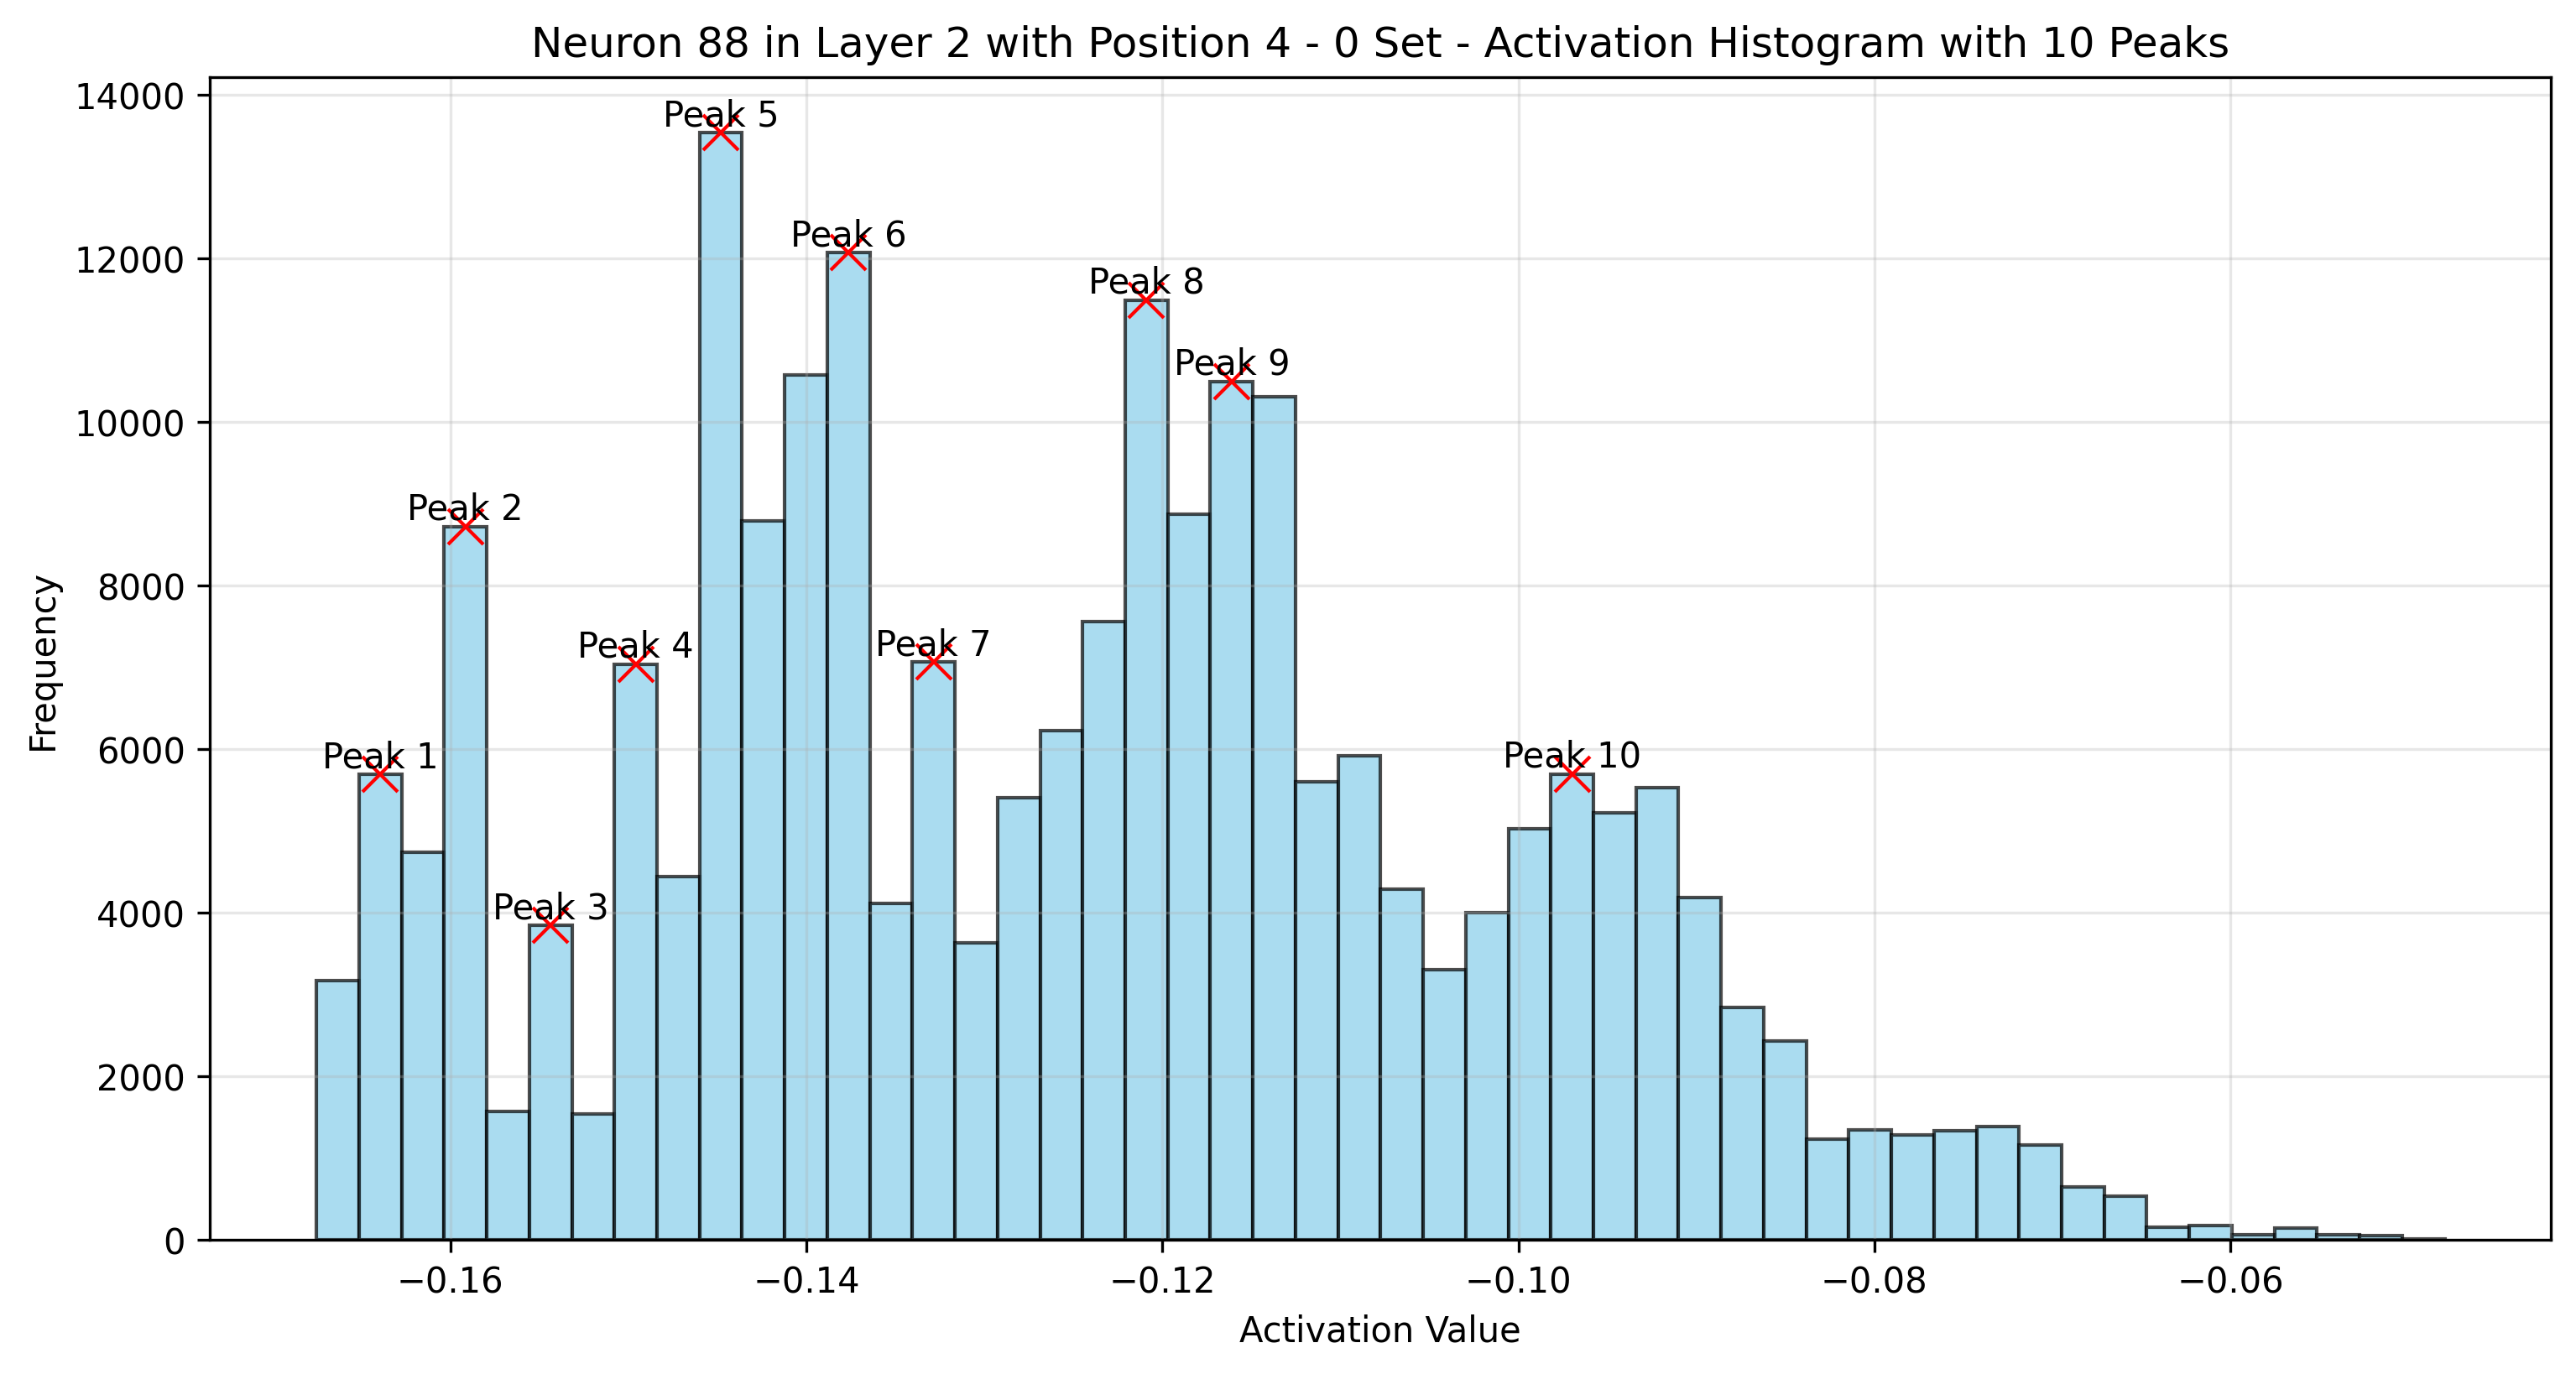 Neuron 88 in Layer 2 with Position 4 - 0 Set - Activation Histogram with 10 Peaks
14000
Peak 5
Peak 6
12000
Peak 8
Peak 9
10000
Peak 2
8000
Peak 4
Peak 7
6000
Peak 1
Peak 10
4000
Peak 3
2000
0
Frequency
−0.16 −0.14 −0.12 −0.10 −0.08 −0.06
Activation Value